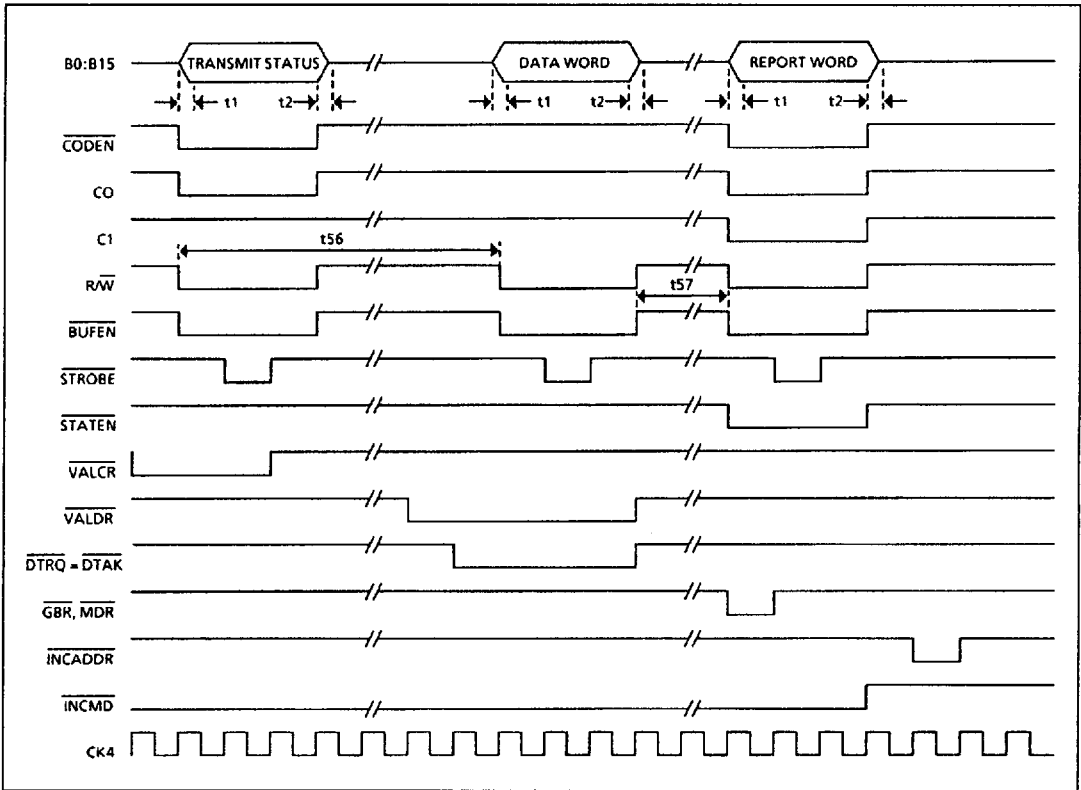 B0:B15 TRANSMIT STATUS DATA WORD REPORT WORD
t1 t2 t1 t2 t1 t2
CODEN
CO
C1
t56
R/W
t57
BUFEN
STROBE
STATEN
VALCR
VALDR
DTRQ = DTAK
GBR, MDR
INCADDR
INCMD
CK4